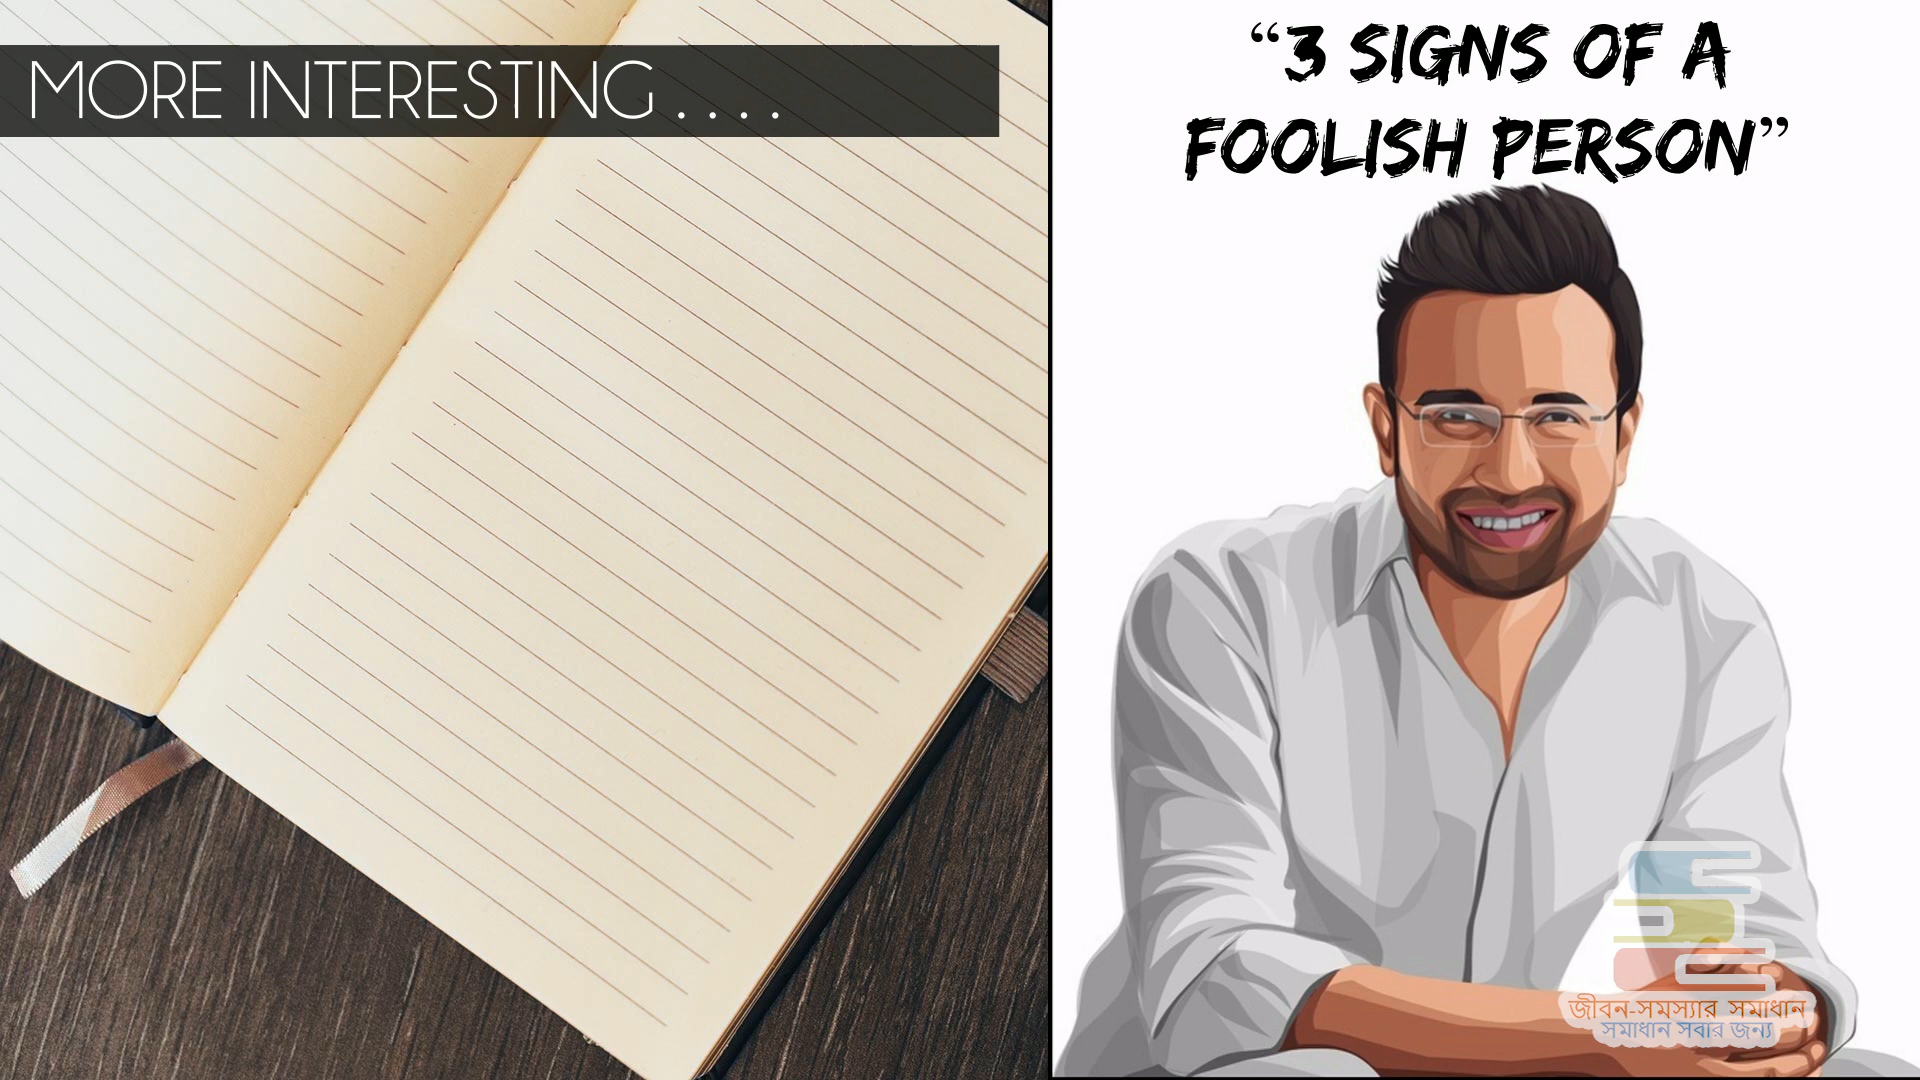 MORE INTERESTING . . . .
“3 SIGNS OF A
FOOLISH PERSON”
জীবন-সমস্যার সমাধান
সমাধান সবার জন্য